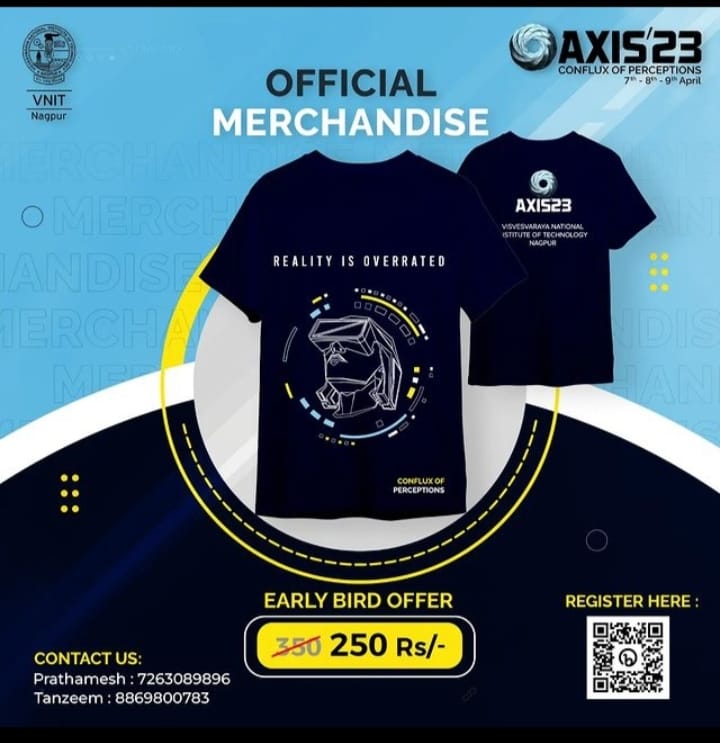 VNIT
Nagpur
AXIS'23
CONFLUX OF PERCEPTIONS
7th - 8th - 9th April
OFFICIAL
MERCHANDISE
REALITY IS OVERRATED
CONFLUX OF
PERCEPTIONS
AXIS23
VISVESVARAYA NATIONAL
INSTITUTE OF TECHNOLOGY
NAGPUR
EARLY BIRD OFFER
350 250 Rs/-
REGISTER HERE :
CONTACT US:
Prathamesh : 7263089896
Tanzeem : 8869800783